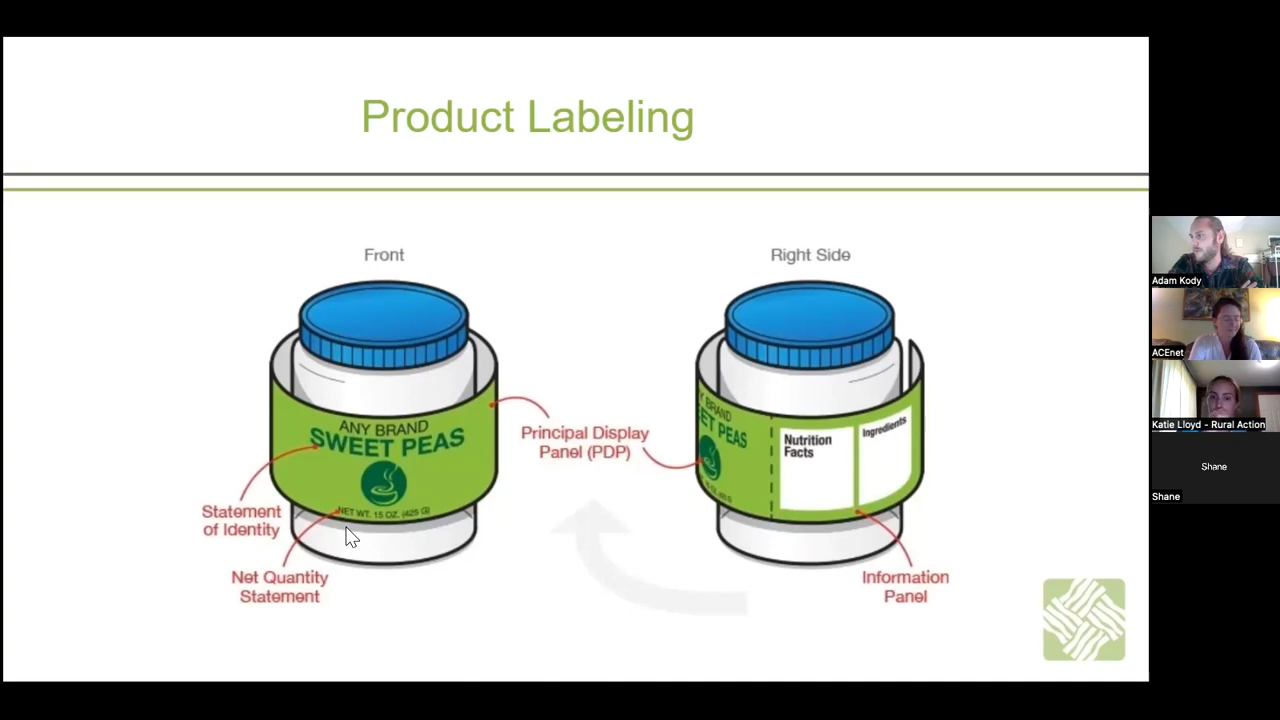 Product Labeling
Front
Right Side
ANY BRAND
SWEET PEAS
NET WT. 15 OZ. (425 G)
Statement
of Identity
Net Quantity
Statement
Principal Display
Panel (PDP)
Y BRAND
EET PEAS
Nutrition
Facts
Ingredients
Information
Panel
Adam Kody
ACEnet
Katie Lloyd - Rural Action
Shane
Shane